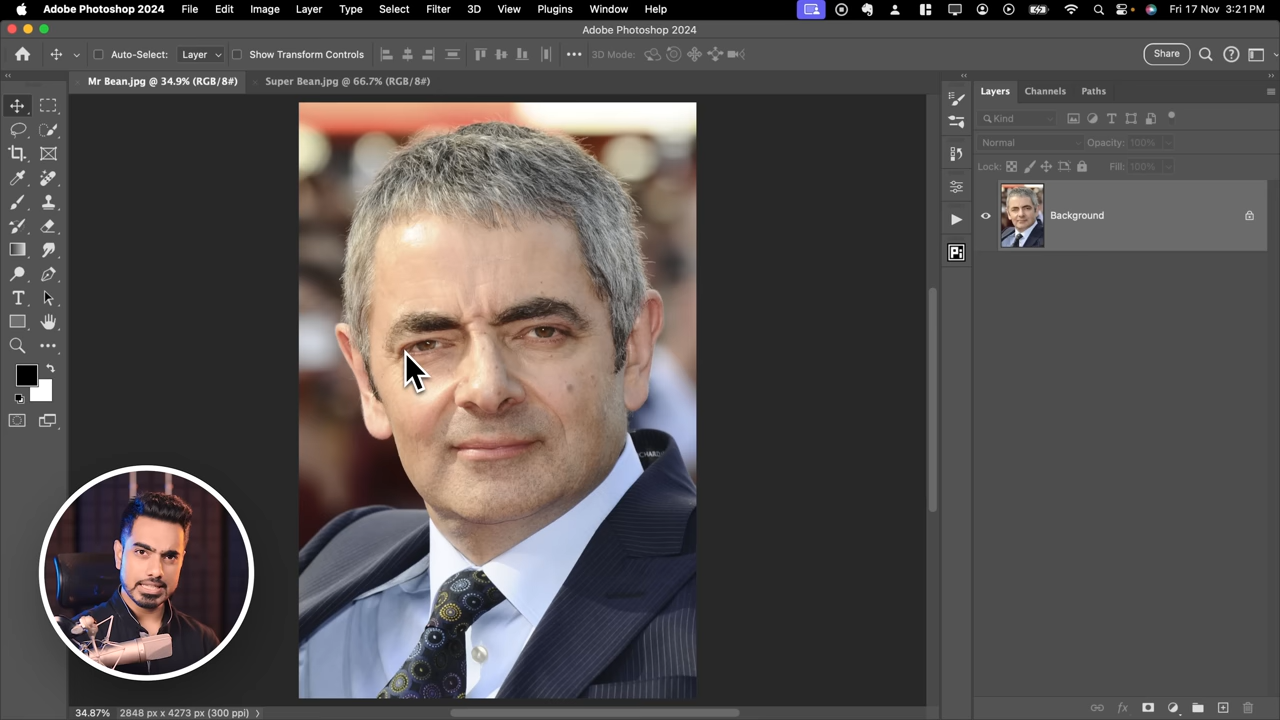 Adobe Photoshop 2024 File Edit Image Layer Type Select Filter 3D View Plugins Window Help Fri 17 Nov 3:21 PM
Adobe Photoshop 2024
Auto-Select: Layer Show Transform Controls 3D Mode: Share
Mr Bean.jpg @ 34.9% (RGB/8#) Super Bean.jpg @ 66.7% (RGB/8#)
Layers Channels Paths
Kind
Normal Opacity: 100%
Lock: Fill: 100%
Background
Pi
T
34.87% 2848 px x 4273 px (300 ppi)
fx